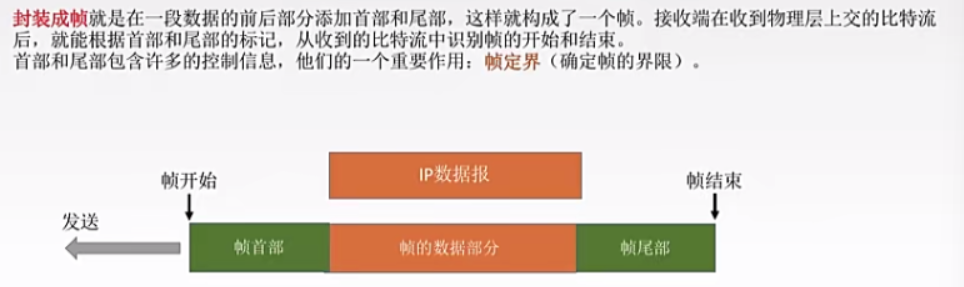 封装成帧就是在一段数据的前后部分添加首部和尾部，这样就构成了一个帧。接收端在收到物理层上交的比特流
后，就能根据首部和尾部的标记，从收到的比特流中识别帧的开始和结束。
首部和尾部包含许多的控制信息，他们的一个重要作用：帧定界（确定帧的界限）。
IP数据报
帧开始
帧结束
发送
帧首部
帧的数据部分
帧尾部